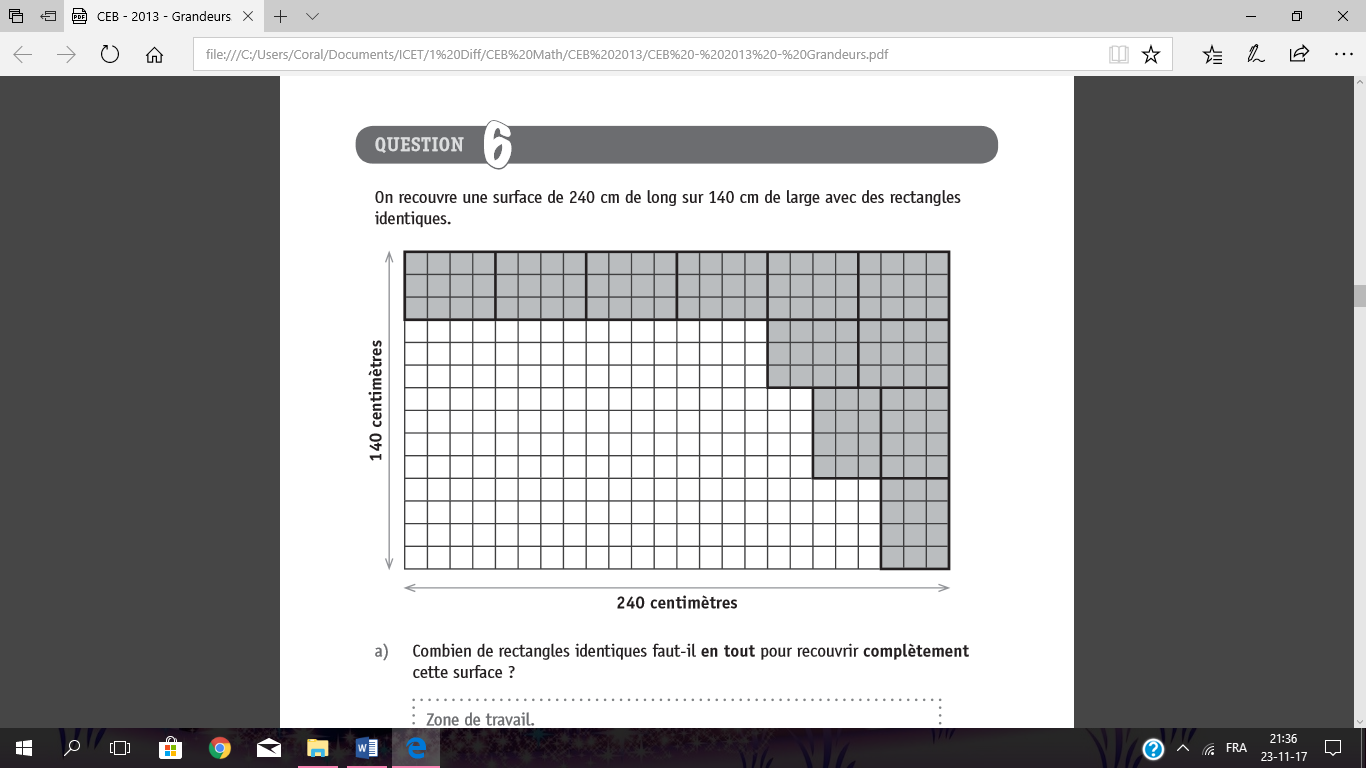 CEB - 2013 - Grandeurs
file:///C:/Users/Coral/Documents/ICET/1%20Diff/CEB%20Math/CEB%202013/CEB%20-%202013%20-%20Grandeurs.pdf
QUESTION 6
On recouvre une surface de 240 cm de long sur 140 cm de large avec des rectangles
identiques.
140 centimètres
240 centimètres
a) Combien de rectangles identiques faut-il en tout pour recouvrir complètement
cette surface ?
Zone de travail.
FRA
21:36
23-11-17